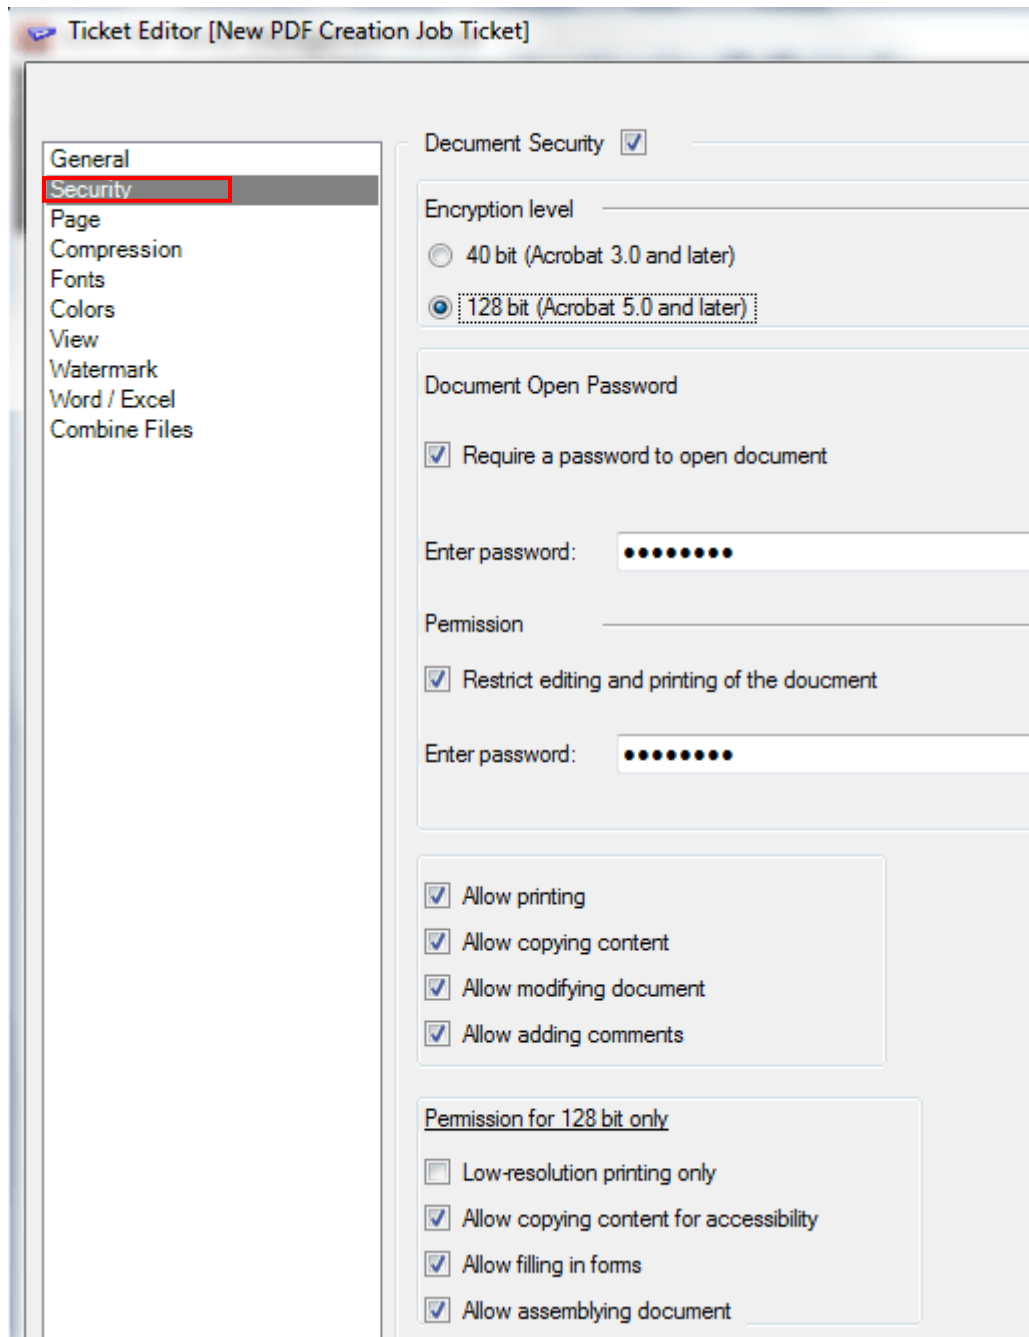 Ticket Editor [New PDF Creation Job Ticket]
General
Security
Page
Compression
Fonts
Colors
View
Watermark
Word / Excel
Combine Files
Document Security
Encryption level
40 bit (Acrobat 3.0 and later)
128 bit (Acrobat 5.0 and later)
Document Open Password
Require a password to open document
Enter password: ●●●●●●●●
Permission
Restrict editing and printing of the doucment
Enter password: ●●●●●●●●
Allow printing
Allow copying content
Allow modifying document
Allow adding comments
Permission for 128 bit only
Low-resolution printing only
Allow copying content for accessibility
Allow filling in forms
Allow assemblying document